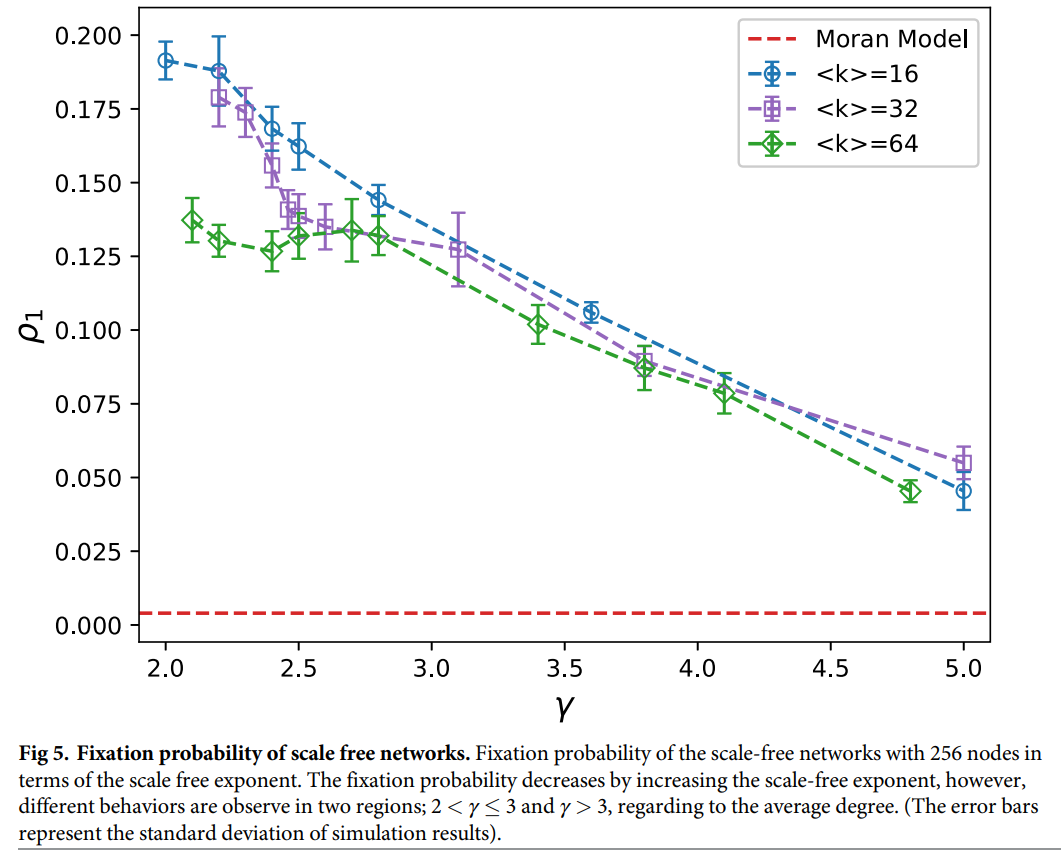 0.200
0.175
0.150
0.125
0.100
0.075
0.050
0.025
0.000
ρ1
Moran Model
<k>=16
<k>=32
<k>=64
2.0 2.5 3.0 3.5 4.0 4.5 5.0
γ
Fig 5. Fixation probability of scale free networks. Fixation probability of the scale-free networks with 256 nodes in
terms of the scale free exponent. The fixation probability decreases by increasing the scale-free exponent, however,
different behaviors are observe in two regions; 2 < γ ≤ 3 and γ > 3, regarding to the average degree. (The error bars
represent the standard deviation of simulation results).